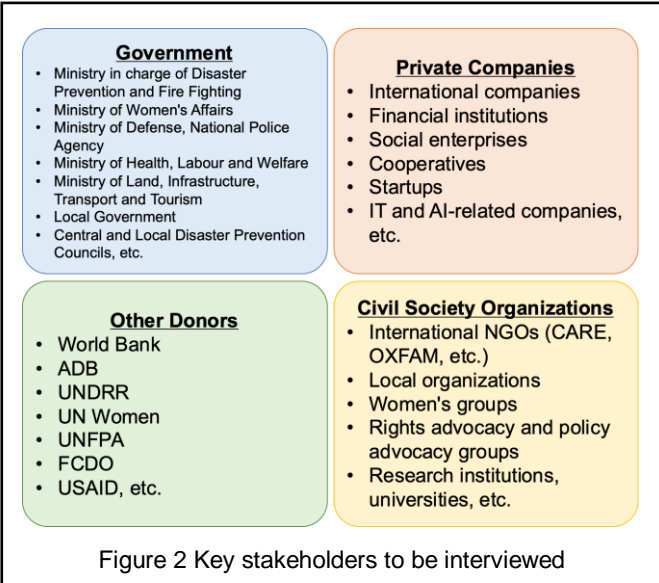 Government
• Ministry in charge of Disaster
Prevention and Fire Fighting
• Ministry of Women's Affairs
• Ministry of Defense, National Police
Agency
• Ministry of Health, Labour and Welfare
• Ministry of Land, Infrastructure,
Transport and Tourism
• Local Government
• Central and Local Disaster Prevention
Councils, etc.
Private Companies
• International companies
• Financial institutions
• Social enterprises
• Cooperatives
• Startups
• IT and AI-related companies,
etc.
Other Donors
• World Bank
• ADB
• UNDRR
• UN Women
• UNFPA
• FCDO
• USAID, etc.
Civil Society Organizations
• International NGOs (CARE,
OXFAM, etc.)
• Local organizations
• Women's groups
• Rights advocacy and policy
advocacy groups
• Research institutions,
universities, etc.
Figure 2 Key stakeholders to be interviewed